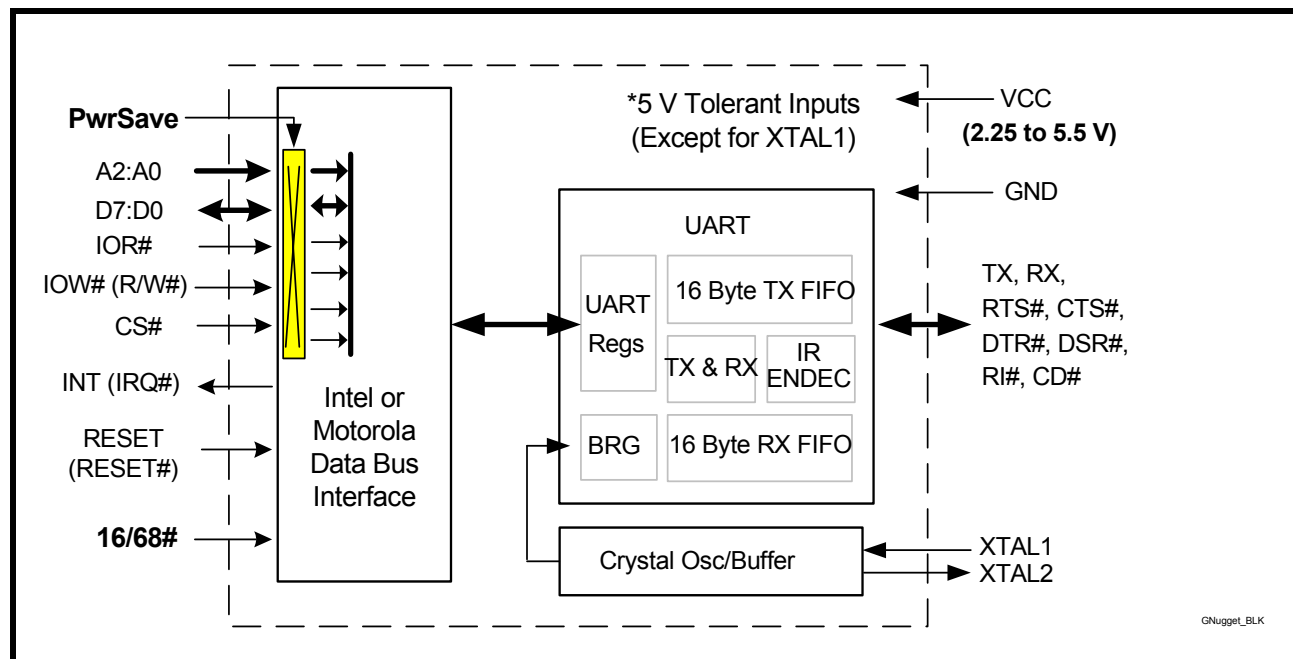 PwrSave
A2:A0
D7:D0
IOR#
IOW# (R/W#)
CS#
INT (IRQ#)
RESET
(RESET#)
16/68#
Intel or
Motorola
Data Bus
Interface
*5 V Tolerant Inputs
(Except for XTAL1)
UART
UART
Regs
16 Byte TX FIFO
TX & RX
IR
ENDEC
BRG
16 Byte RX FIFO
Crystal Osc/Buffer
VCC
(2.25 to 5.5 V)
GND
TX, RX,
RTS#, CTS#,
DTR#, DSR#,
RI#, CD#
XTAL1
XTAL2
GNugget_BLK